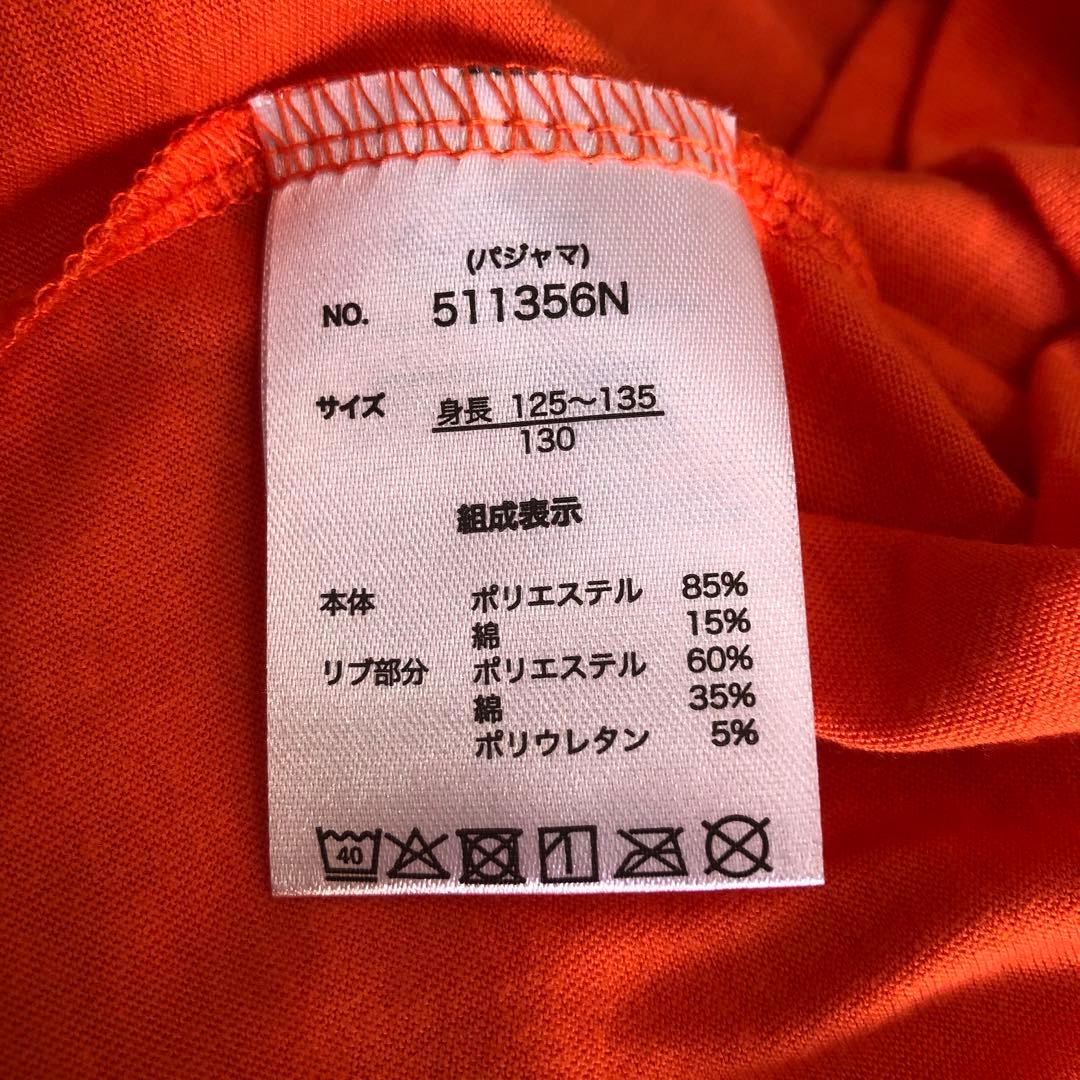 (パジャマ)
NO. 511356N
サイズ 身長 125〜135
130
組成表示
本体 ポリエステル 85%
綿 15%
リブ部分 ポリエステル 60%
綿 35%
ポリウレタン 5%
40